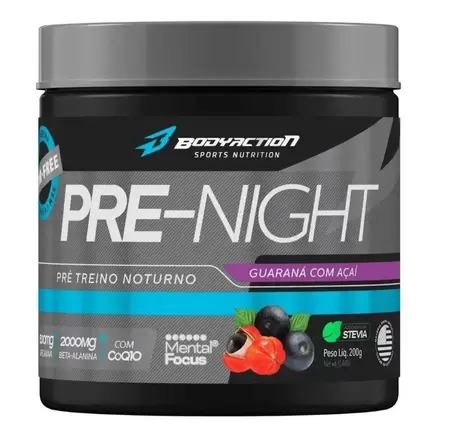 BODYACTION
SPORTS NUTRITION
-FREE
PRE-NIGHT
PRÉ TREINO NOTURNO
GUARANÁ COM AÇAÍ
2000MG
BETA-ALANINA
COM
CoQ10
Mental®
Focus
STEVIA
Peso Líq. 200g